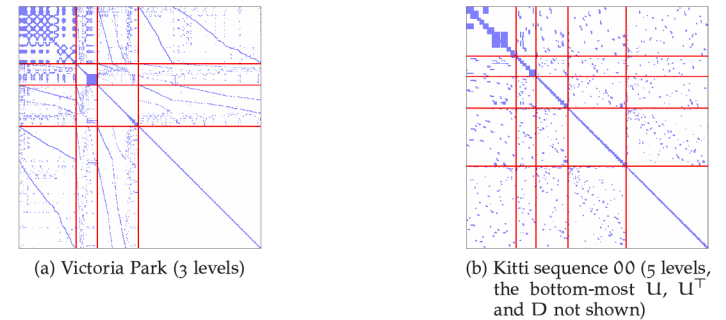 (a) Victoria Park (3 levels)
(b) Kitti sequence 00 (5 levels,
the bottom-most U, U⊤
and D not shown)